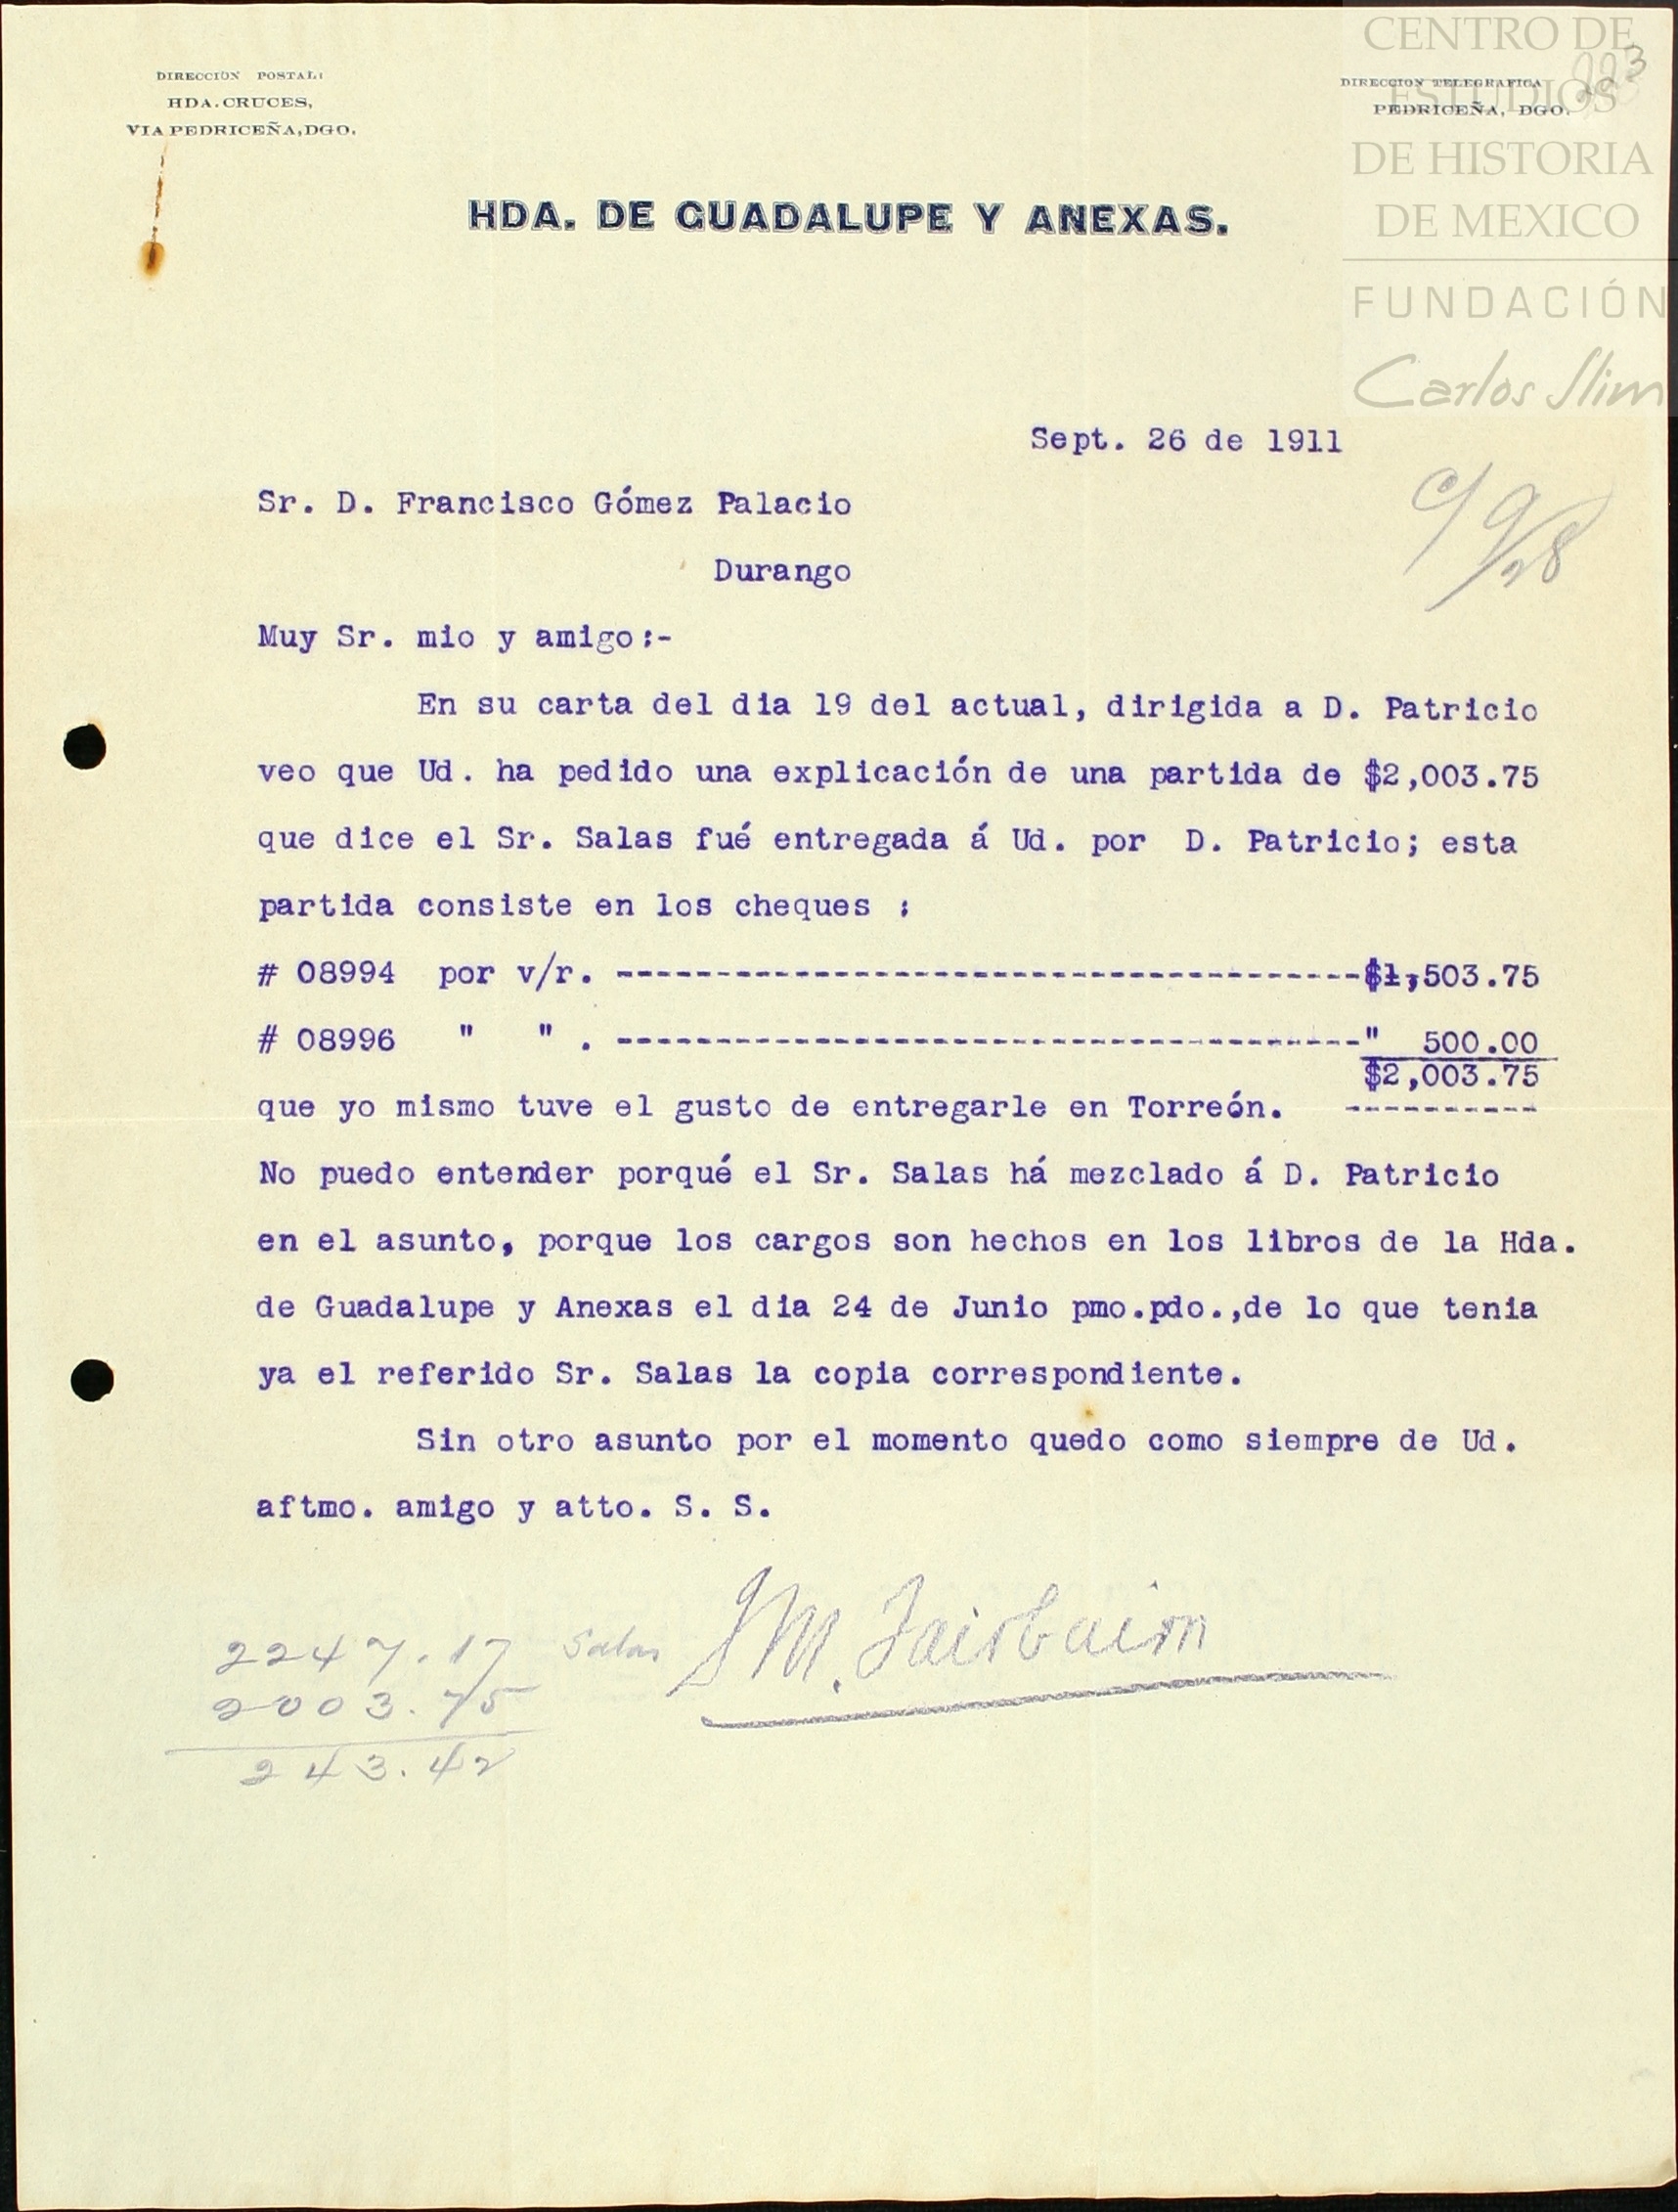 DIRECCION POSTAL:
HDA. CRUCES,
VIA PEDRICEÑA, DGO.
DIRECCION TELEGRAFICA
PEDRICEÑA, DGO.
CENTRO DE
ESTUDIOS
DE HISTORIA
DE MEXICO
FUNDACIÓN
Carlos Slim
HDA. DE GUADALUPE Y ANEXAS.
Sept. 26 de 1911
c/ 9/28
Sr. D. Francisco Gómez Palacio
Durango
Muy Sr. mio y amigo:-
En su carta del dia 19 del actual, dirigida a D. Patricio
veo que Ud. ha pedido una explicación de una partida de $2,003.75
que dice el Sr. Salas fué entregada á Ud. por D. Patricio; esta
partida consiste en los cheques :
# 08994 por v/r. --------------------------------------$1,503.75
# 08996 " " . --------------------------------------" 500.00
$2,003.75
que yo mismo tuve el gusto de entregarle en Torreón. ----------
No puedo entender porqué el Sr. Salas há mezclado á D. Patricio
en el asunto, porque los cargos son hechos en los libros de la Hda.
de Guadalupe y Anexas el dia 24 de Junio pmo.pdo.,de lo que tenia
ya el referido Sr. Salas la copia correspondiente.
Sin otro asunto por el momento quedo como siempre de Ud.
aftmo. amigo y atto. S. S.
M. Fairbairn
2247.17 Salas
2003.75
243.42